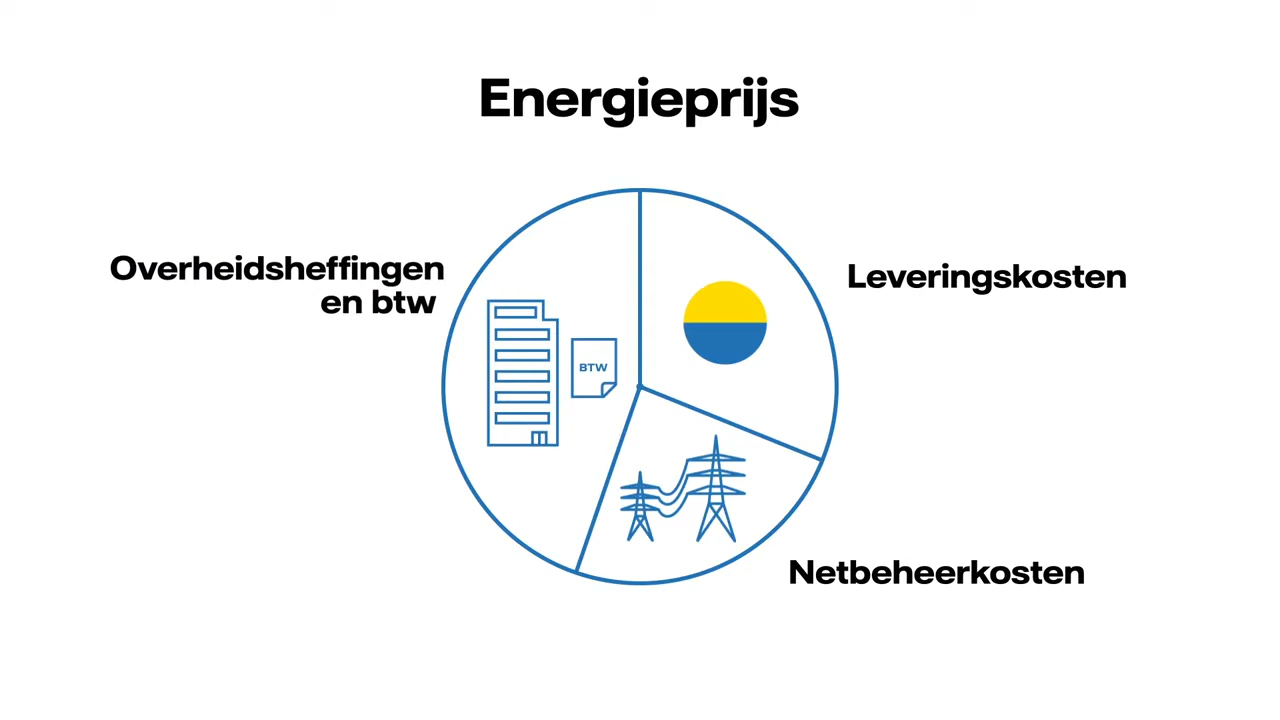 Energieprijs
Overheidsheffingen
en btw
Leveringskosten
BTW
Netbeheerkosten